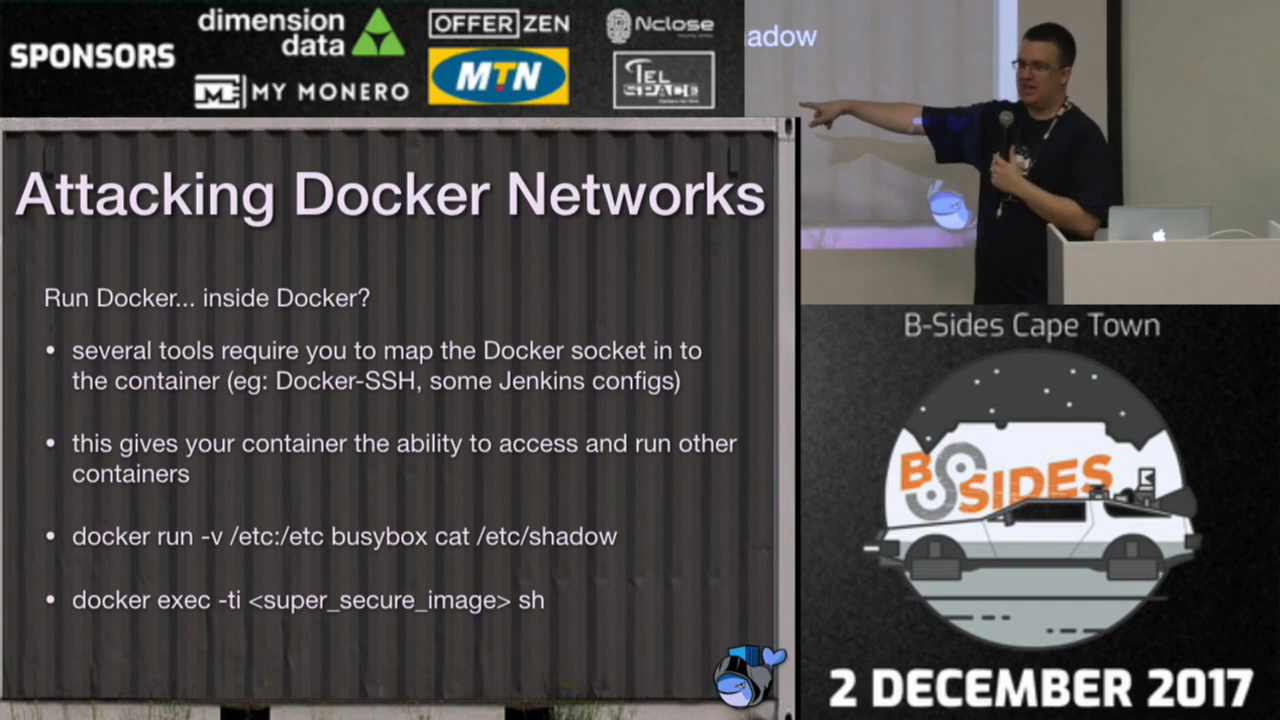 SPONSORS
dimension
data
MY MONERO
OFFER ZEN
MTN
Nclose
TEL
SPACE
adow
Attacking Docker Networks
Run Docker... inside Docker?
• several tools require you to map the Docker socket in to
the container (eg: Docker-SSH, some Jenkins configs)
• this gives your container the ability to access and run other
containers
• docker run -v /etc:/etc busybox cat /etc/shadow
• docker exec -ti <super_secure_image> sh
B-Sides Cape Town
BSIDES
2 DECEMBER 2017